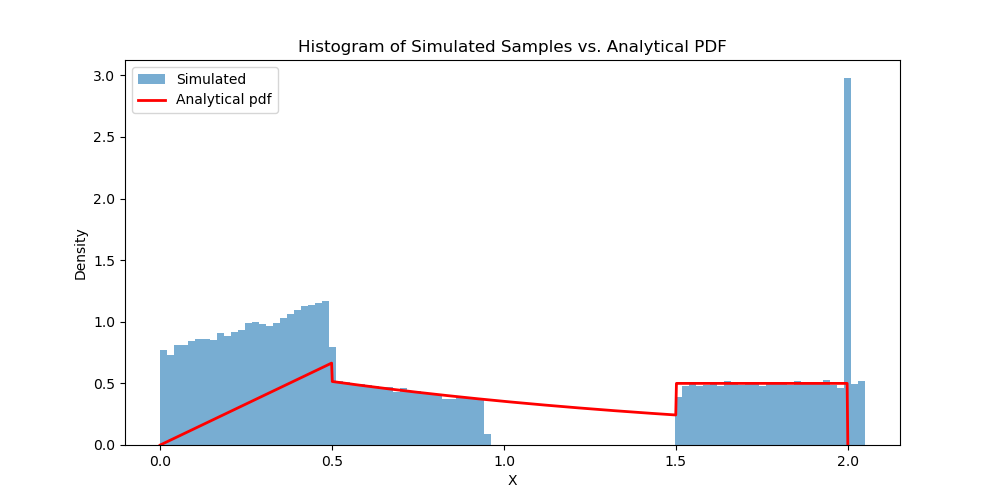 Histogram of Simulated Samples vs. Analytical PDF
Simulated
Analytical pdf
Density
3.0
2.5
2.0
1.5
1.0
0.5
0.0
0.0 0.5 1.0 1.5 2.0
X